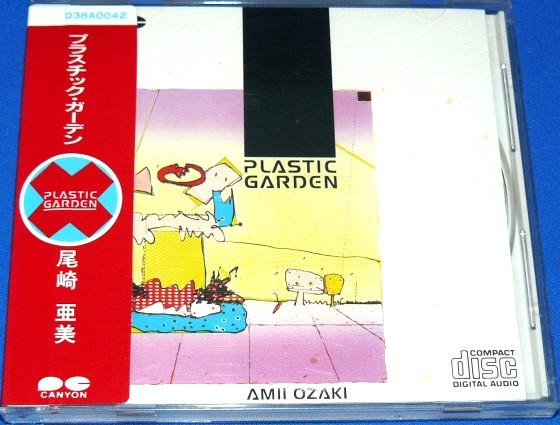 D38A0042
プラスチック・ガーデン
PLASTIC
GARDEN
尾崎 亜美
CANYON
PLASTIC
GARDEN
AMII OZAKI
COMPACT
disc
DIGITAL AUDIO